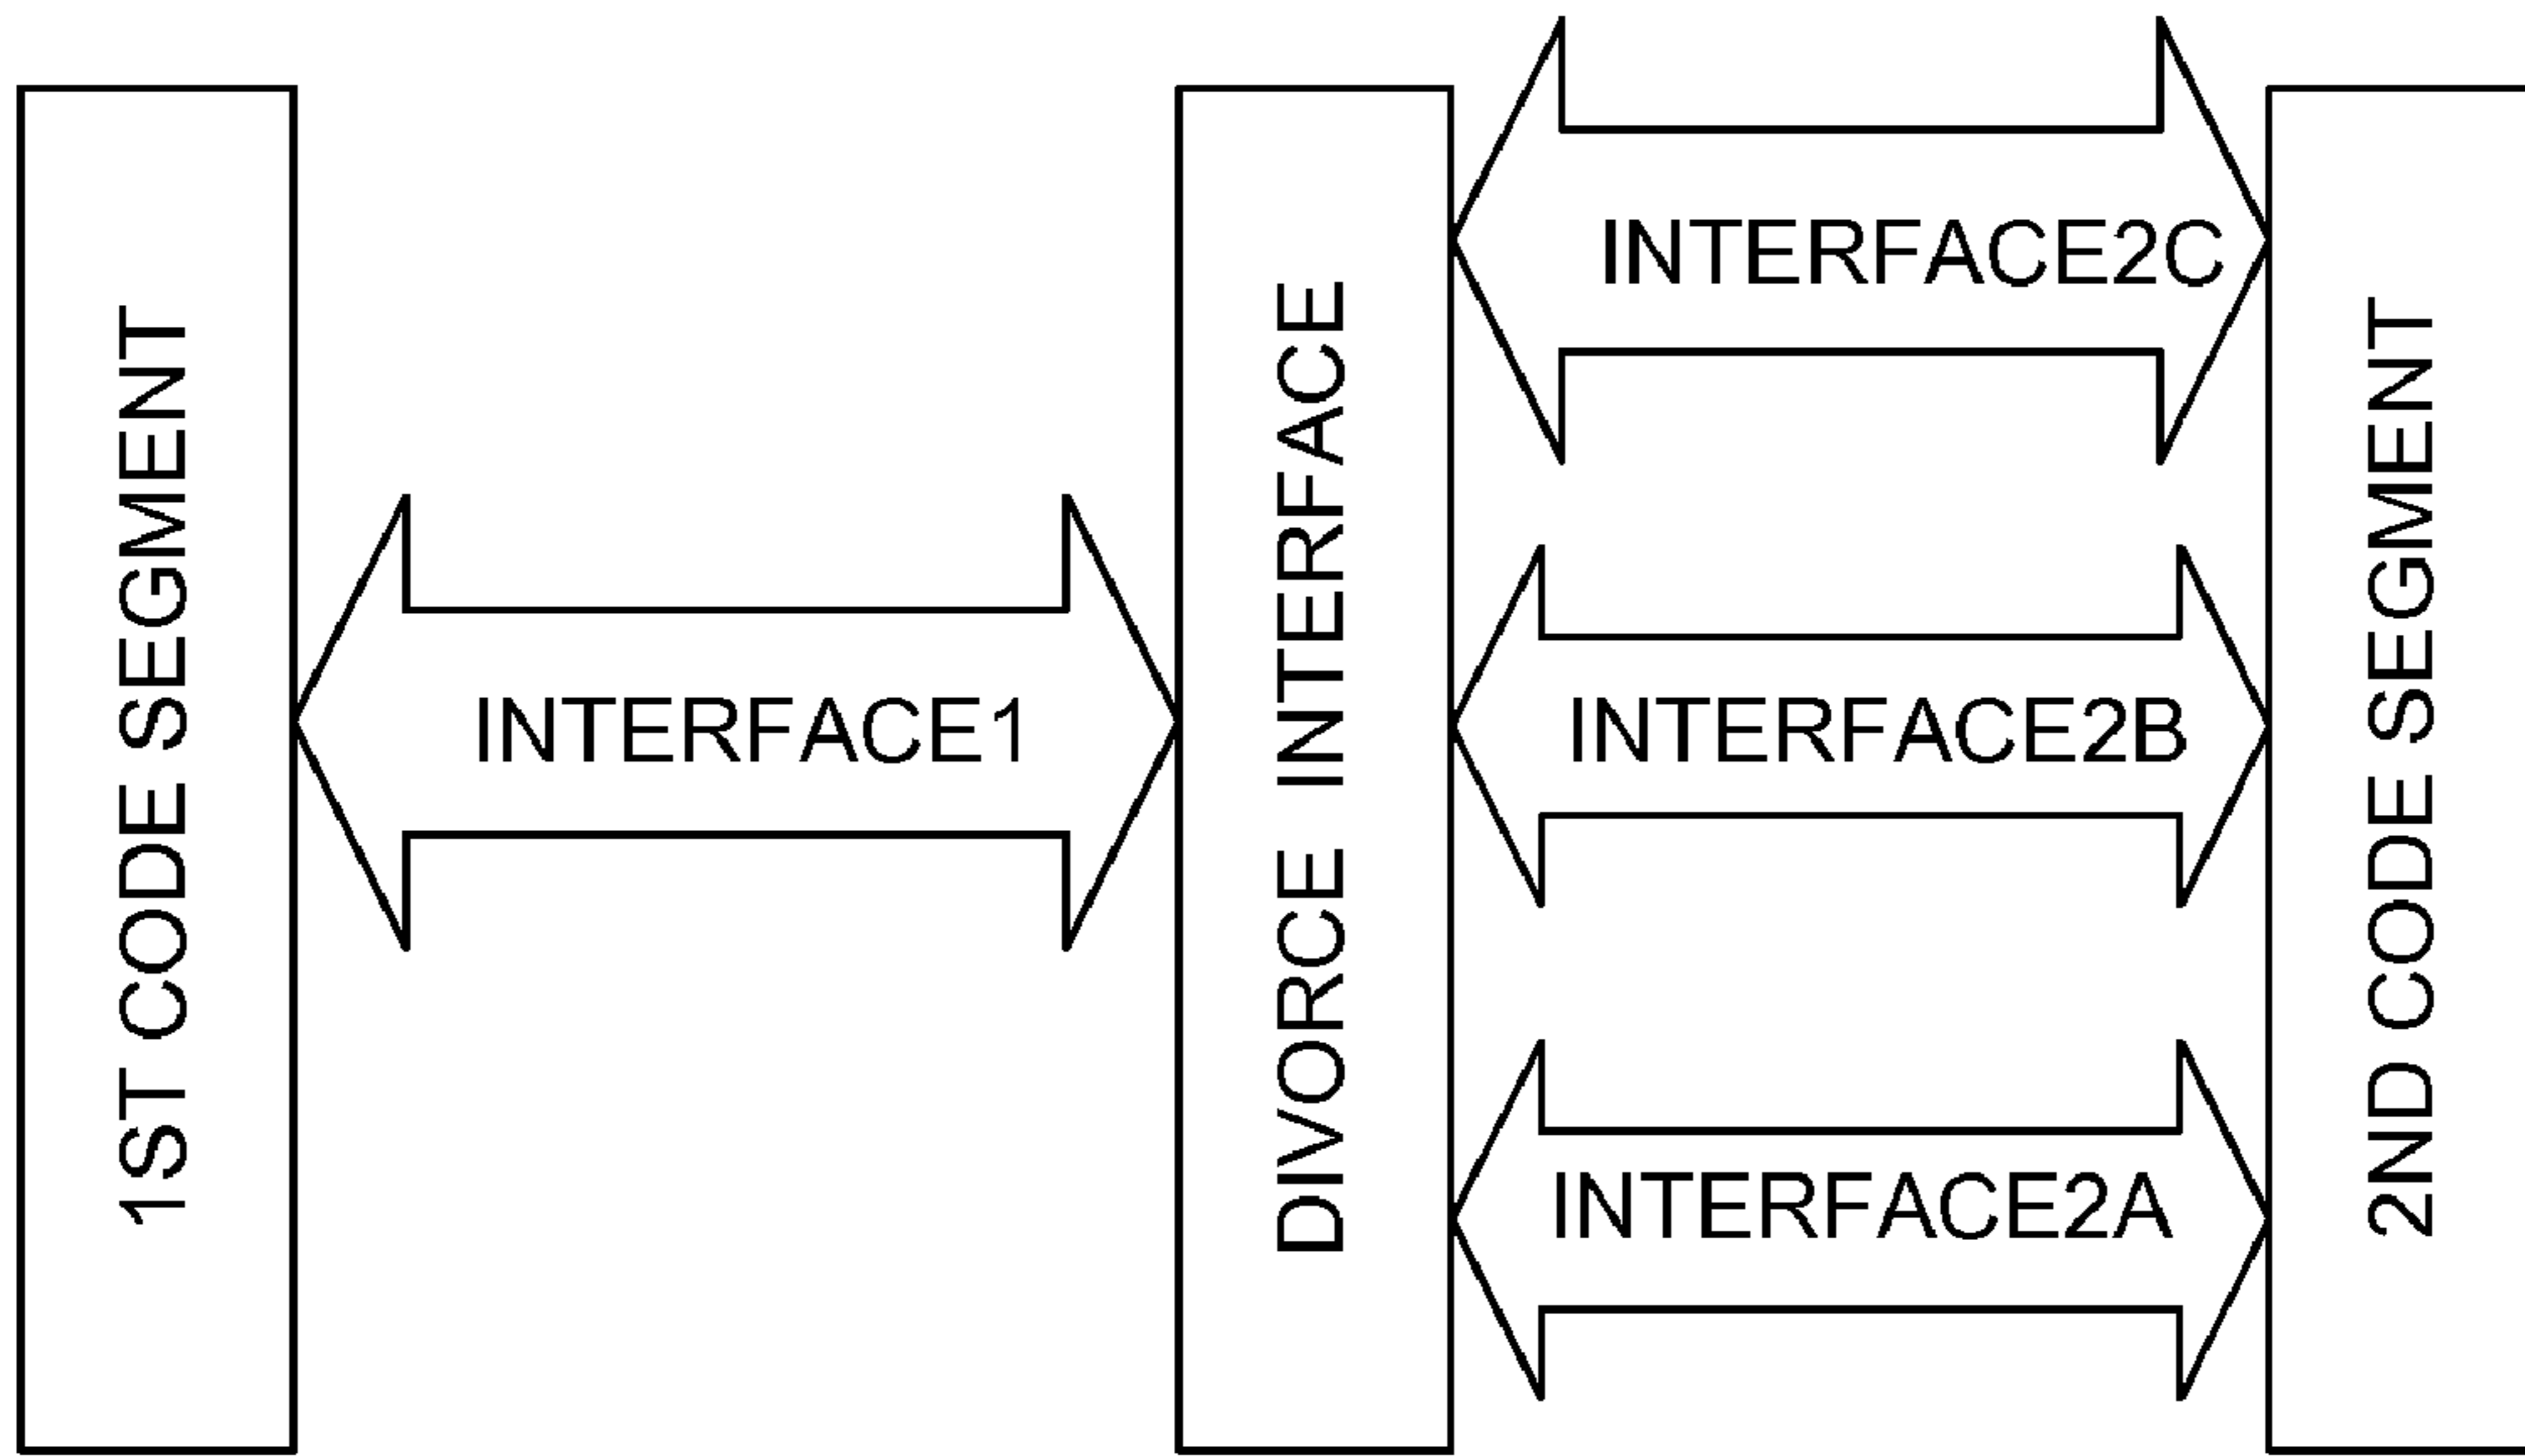 1ST CODE SEGMENT
INTERFACE1
DIVORCE INTERFACE
INTERFACE2C
INTERFACE2B
INTERFACE2A
2ND CODE SEGMENT